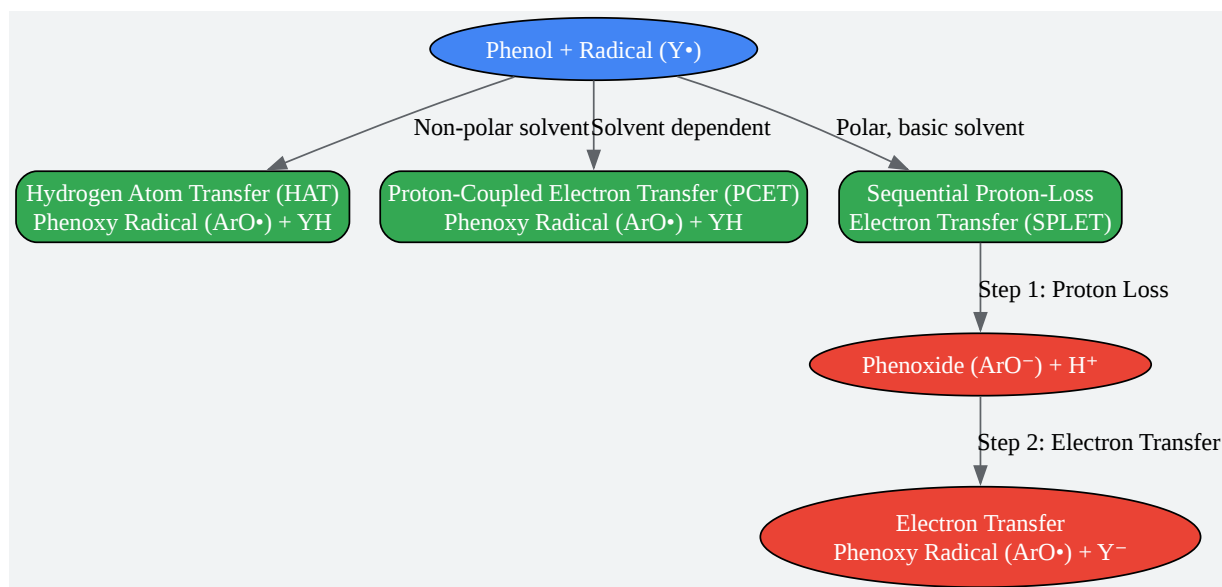 Phenol + Radical (Y•)
Non-polar solvent
Solvent dependent
Polar, basic solvent
Hydrogen Atom Transfer (HAT)
Phenoxy Radical (ArO•) + YH
Proton-Coupled Electron Transfer (PCET)
Phenoxy Radical (ArO•) + YH
Sequential Proton-Loss
Electron Transfer (SPLET)
Step 1: Proton Loss
Phenoxide (ArO⁻) + H⁺
Step 2: Electron Transfer
Electron Transfer
Phenoxy Radical (ArO•) + Y⁻